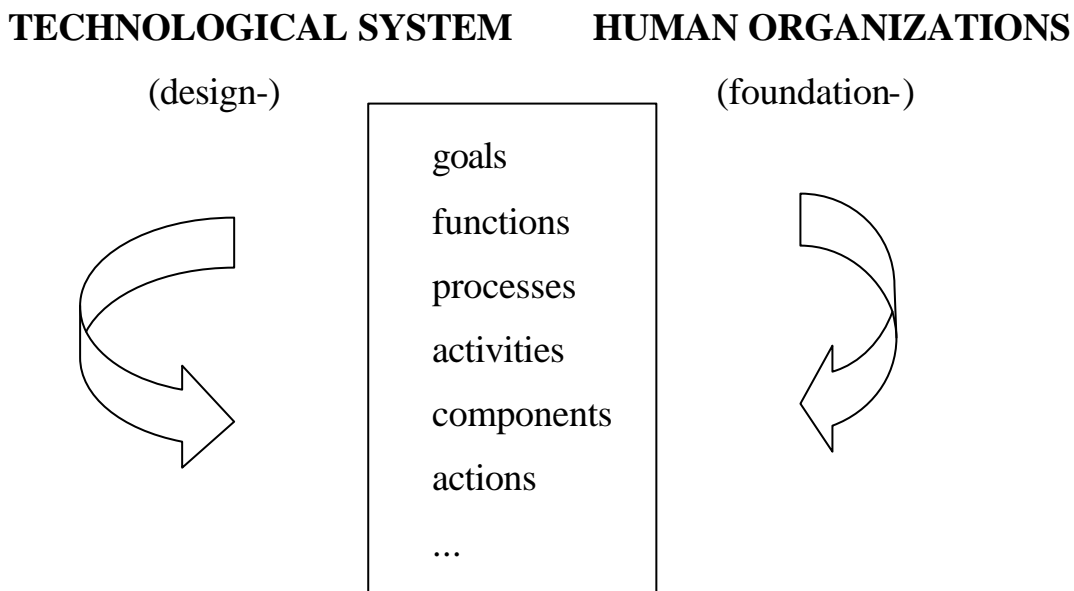 TECHNOLOGICAL SYSTEM HUMAN ORGANIZATIONS
(design-) (foundation-)
goals
functions
processes
activities
components
actions
...